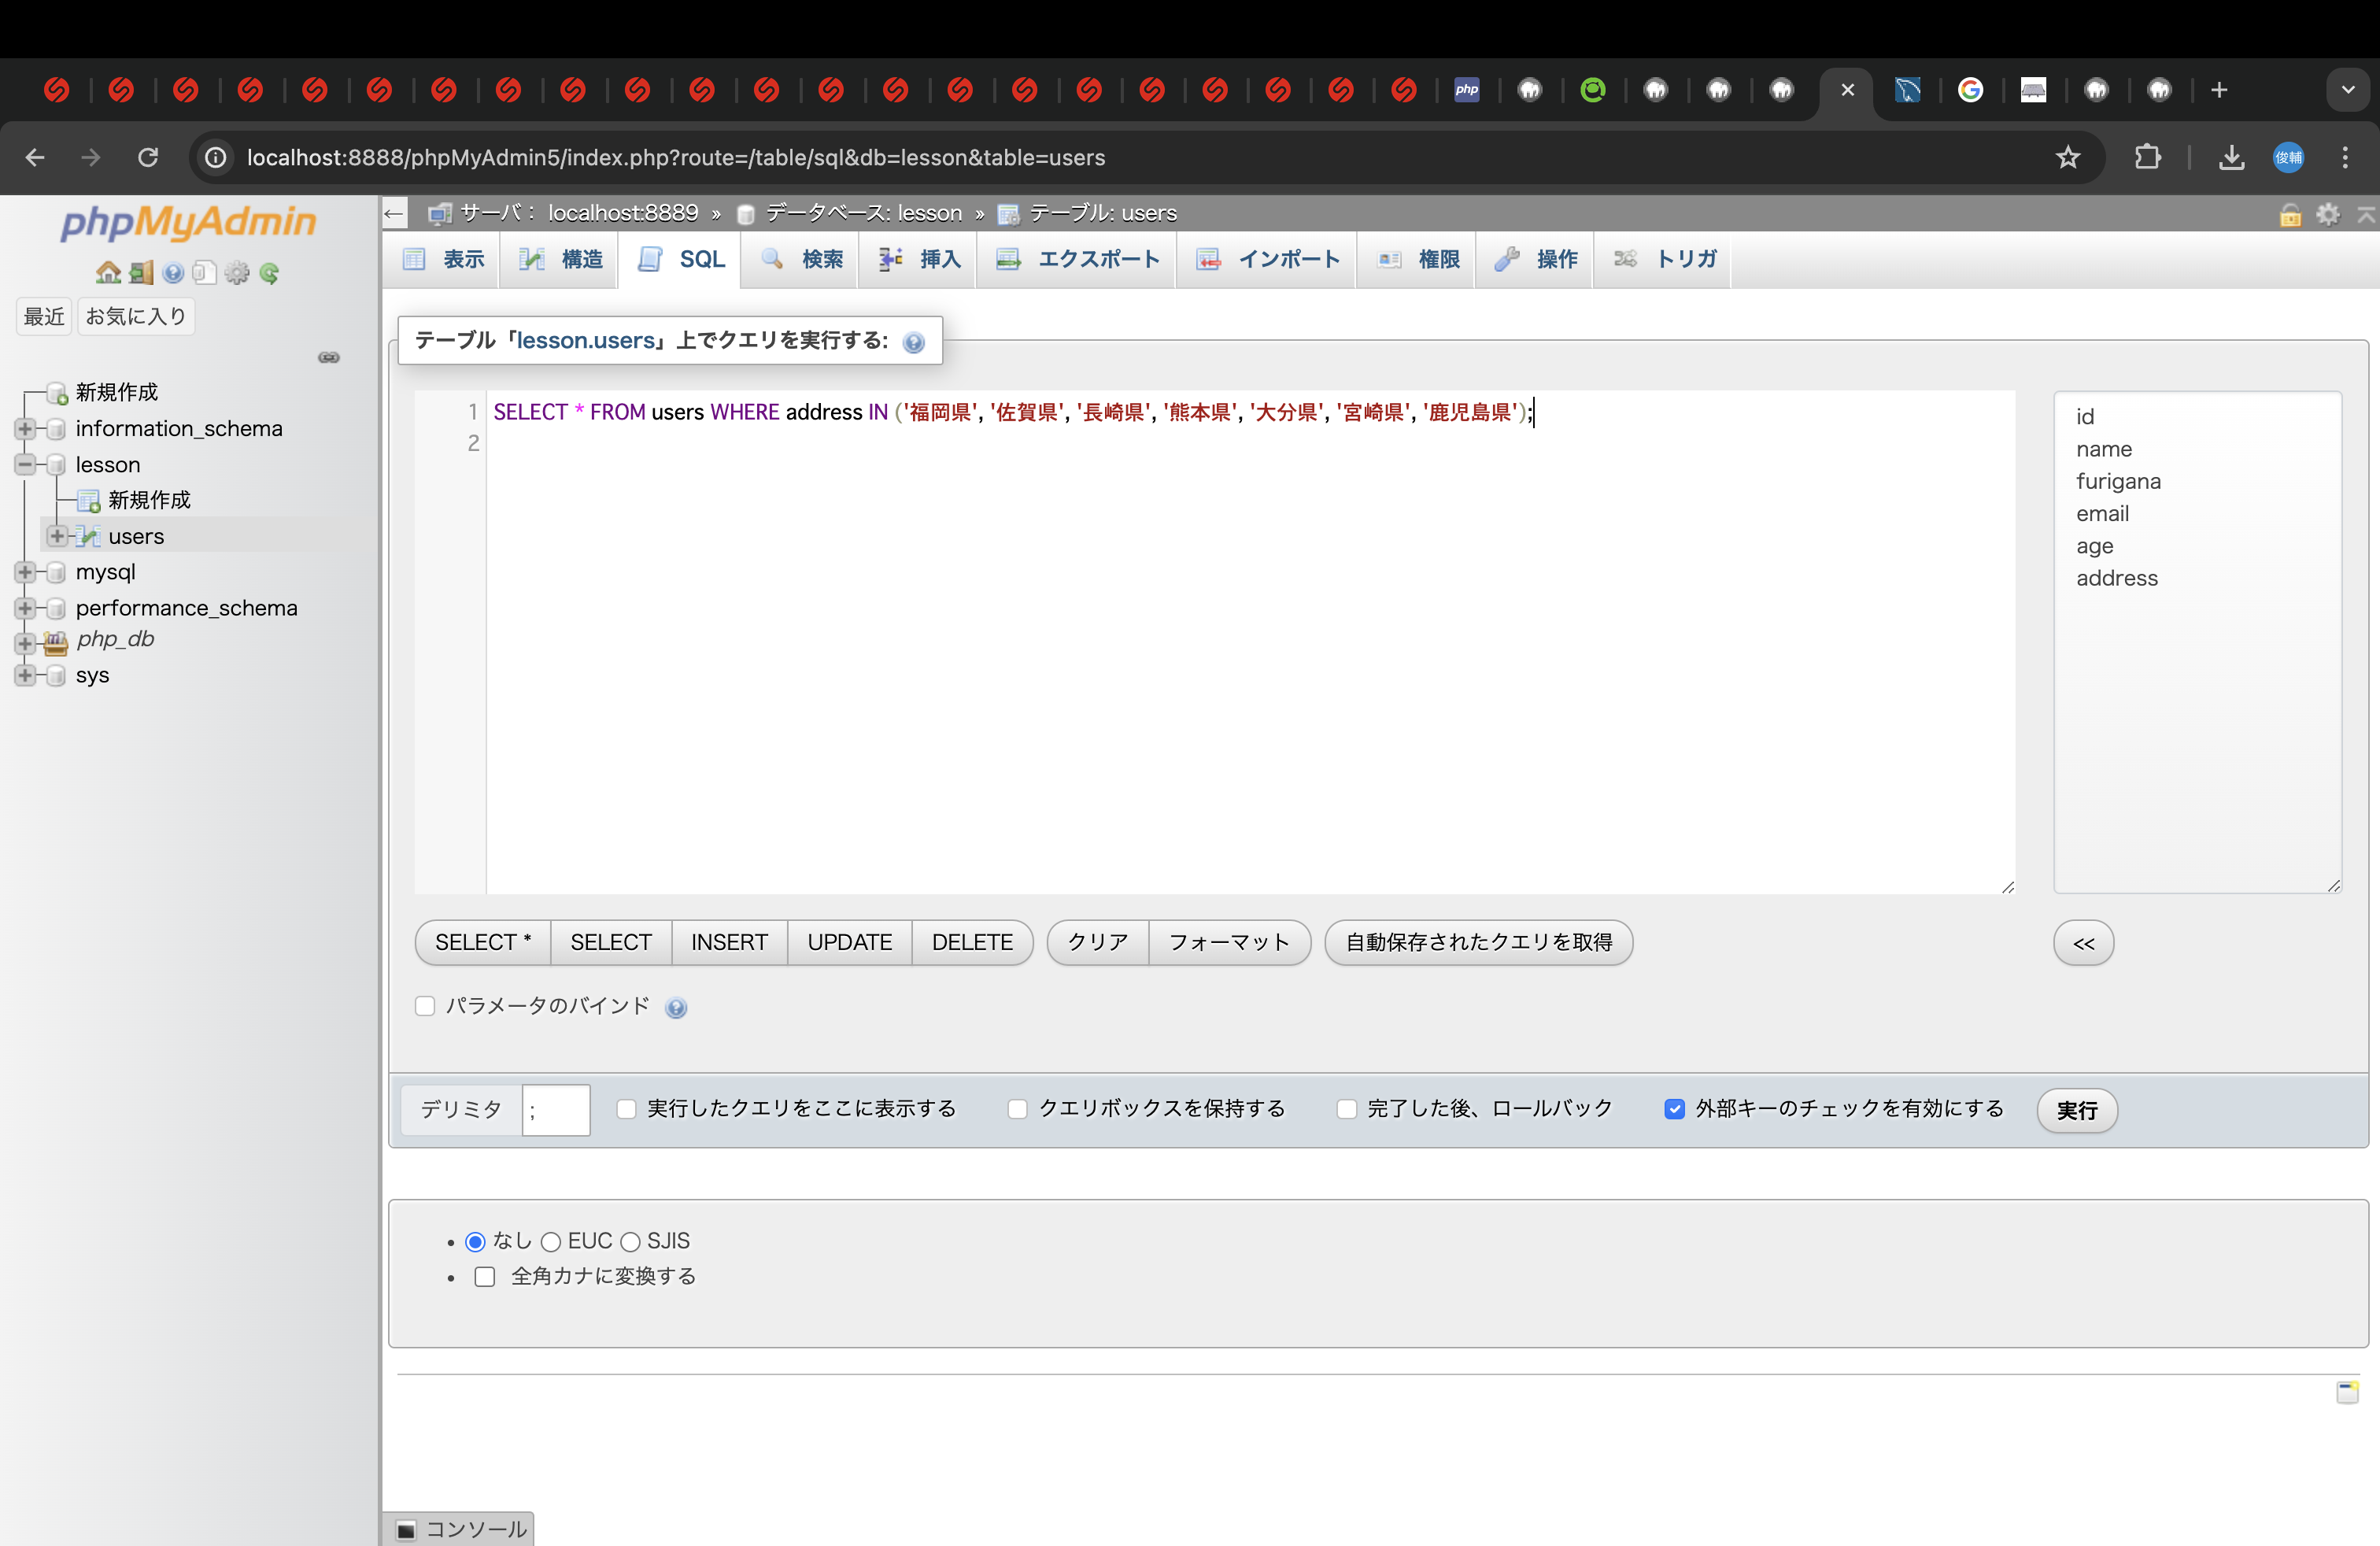 php
localhost:8888/phpMyAdmin5/index.php?route=/table/sql&db=lesson&table=users
俊輔
phpMyAdmin
最近 お気に入り
新規作成
information_schema
lesson
新規作成
users
mysql
performance_schema
php_db
sys
サーバ: localhost:8889 » データベース: lesson » テーブル: users
表示 構造 SQL 検索 挿入 エクスポート インポート 権限 操作 トリガ
テーブル「lesson.users」上でクエリを実行する:
1 SELECT * FROM users WHERE address IN ('福岡県', '佐賀県', '長崎県', '熊本県', '大分県', '宮崎県', '鹿児島県');
2
id
name
furigana
email
age
address
SELECT * SELECT INSERT UPDATE DELETE クリア フォーマット 自動保存されたクエリを取得 <<
パラメータのバインド
デリミタ ; 実行したクエリをここに表示する クエリボックスを保持する 完了した後、ロールバック 外部キーのチェックを有効にする 実行
なし EUC SJIS
全角カナに変換する
コンソール